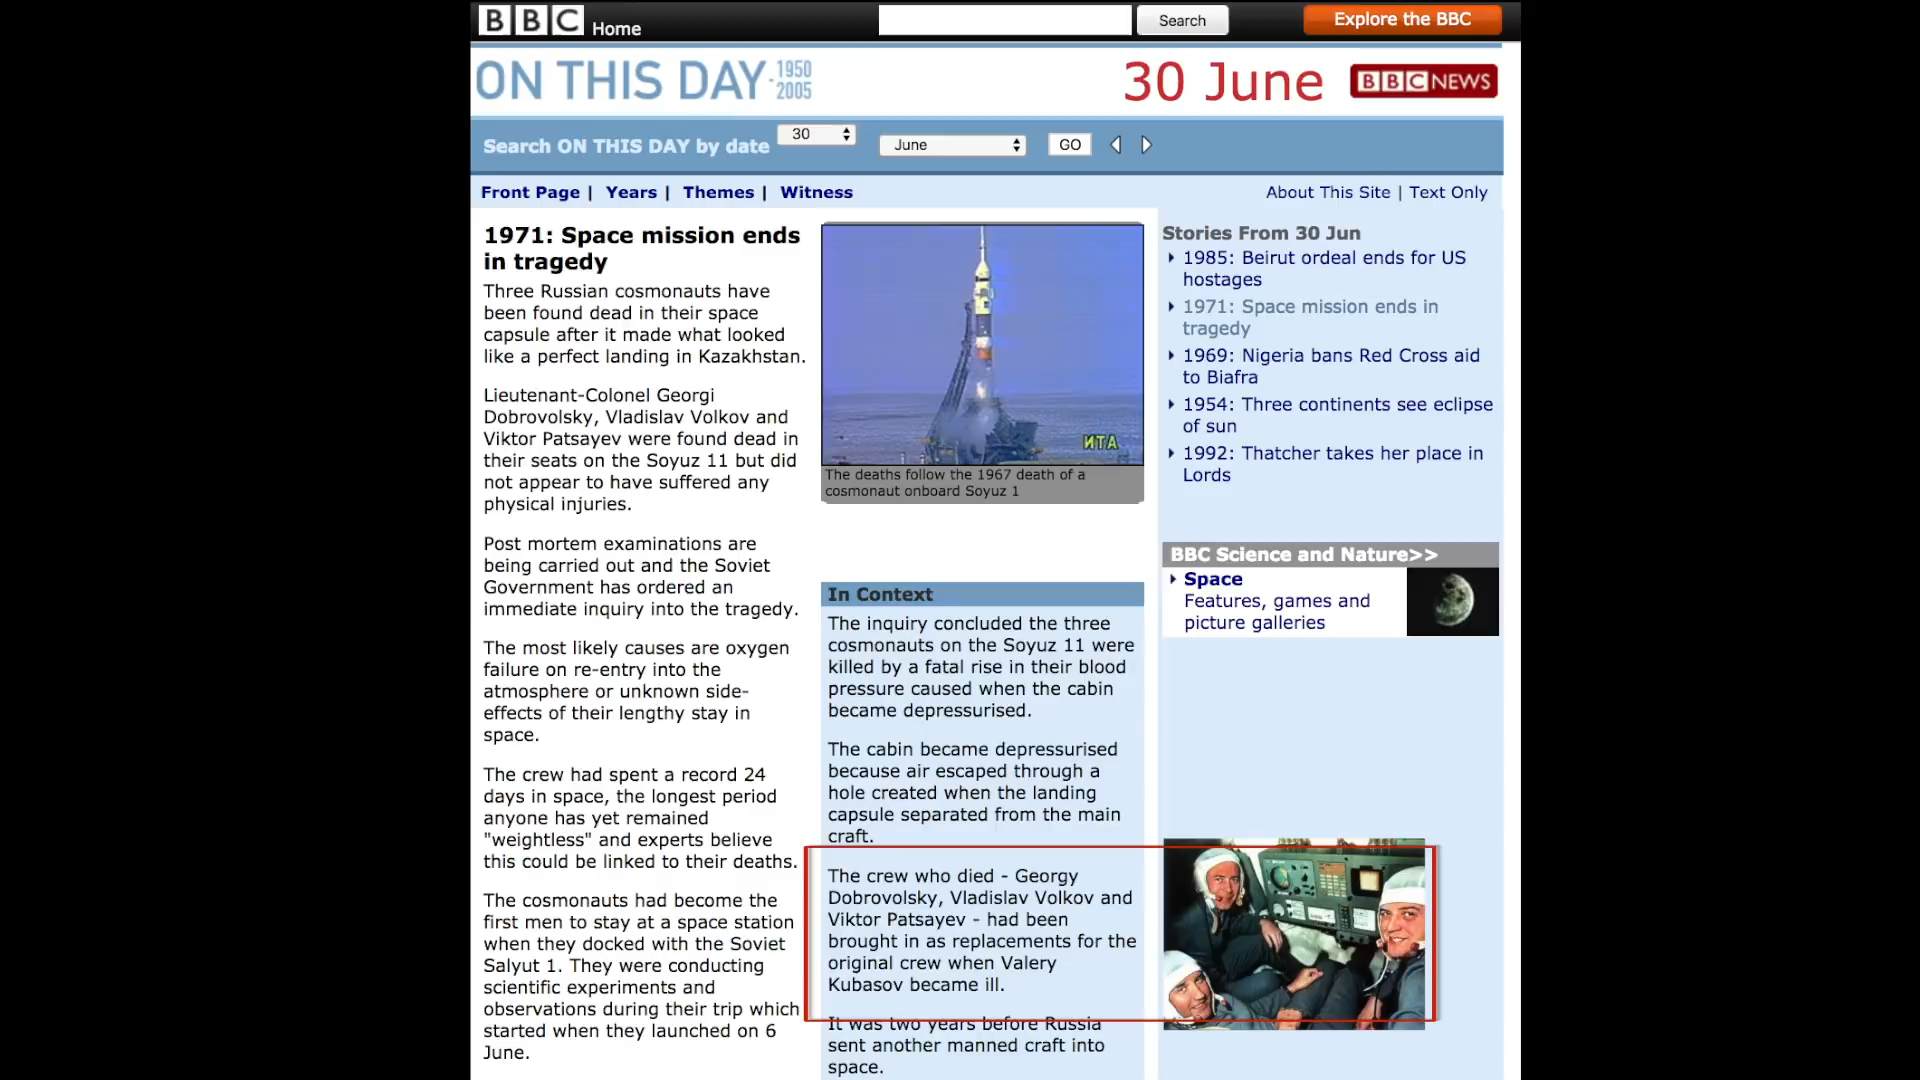 BBC Home
Search
Explore the BBC
ON THIS DAY - 1950 2005
30 June
BBC NEWS
Search ON THIS DAY by date
30
June
GO
Front Page | Years | Themes | Witness
About This Site | Text Only
1971: Space mission ends
in tragedy
Three Russian cosmonauts have
been found dead in their space
capsule after it made what looked
like a perfect landing in Kazakhstan.
Lieutenant-Colonel Georgi
Dobrovolsky, Vladislav Volkov and
Viktor Patsayev were found dead in
their seats on the Soyuz 11 but did
not appear to have suffered any
physical injuries.
Post mortem examinations are
being carried out and the Soviet
Government has ordered an
immediate inquiry into the tragedy.
The most likely causes are oxygen
failure on re-entry into the
atmosphere or unknown side-
effects of their lengthy stay in
space.
The crew had spent a record 24
days in space, the longest period
anyone has yet remained
"weightless" and experts believe
this could be linked to their deaths.
The cosmonauts had become the
first men to stay at a space station
when they docked with the Soviet
Salyut 1. They were conducting
scientific experiments and
observations during their trip which
started when they launched on 6
June.
ИТА
The deaths follow the 1967 death of a
cosmonaut onboard Soyuz 1
In Context
The inquiry concluded the three
cosmonauts on the Soyuz 11 were
killed by a fatal rise in their blood
pressure caused when the cabin
became depressurised.
The cabin became depressurised
because air escaped through a
hole created when the landing
capsule separated from the main
craft.
The crew who died - Georgy
Dobrovolsky, Vladislav Volkov and
Viktor Patsayev - had been
brought in as replacements for the
original crew when Valery
Kubasov became ill.
It was two years before Russia
sent another manned craft into
space.
Stories From 30 Jun
1985: Beirut ordeal ends for US
hostages
1971: Space mission ends in
tragedy
1969: Nigeria bans Red Cross aid
to Biafra
1954: Three continents see eclipse
of sun
1992: Thatcher takes her place in
Lords
BBC Science and Nature>>
Space
Features, games and
picture galleries